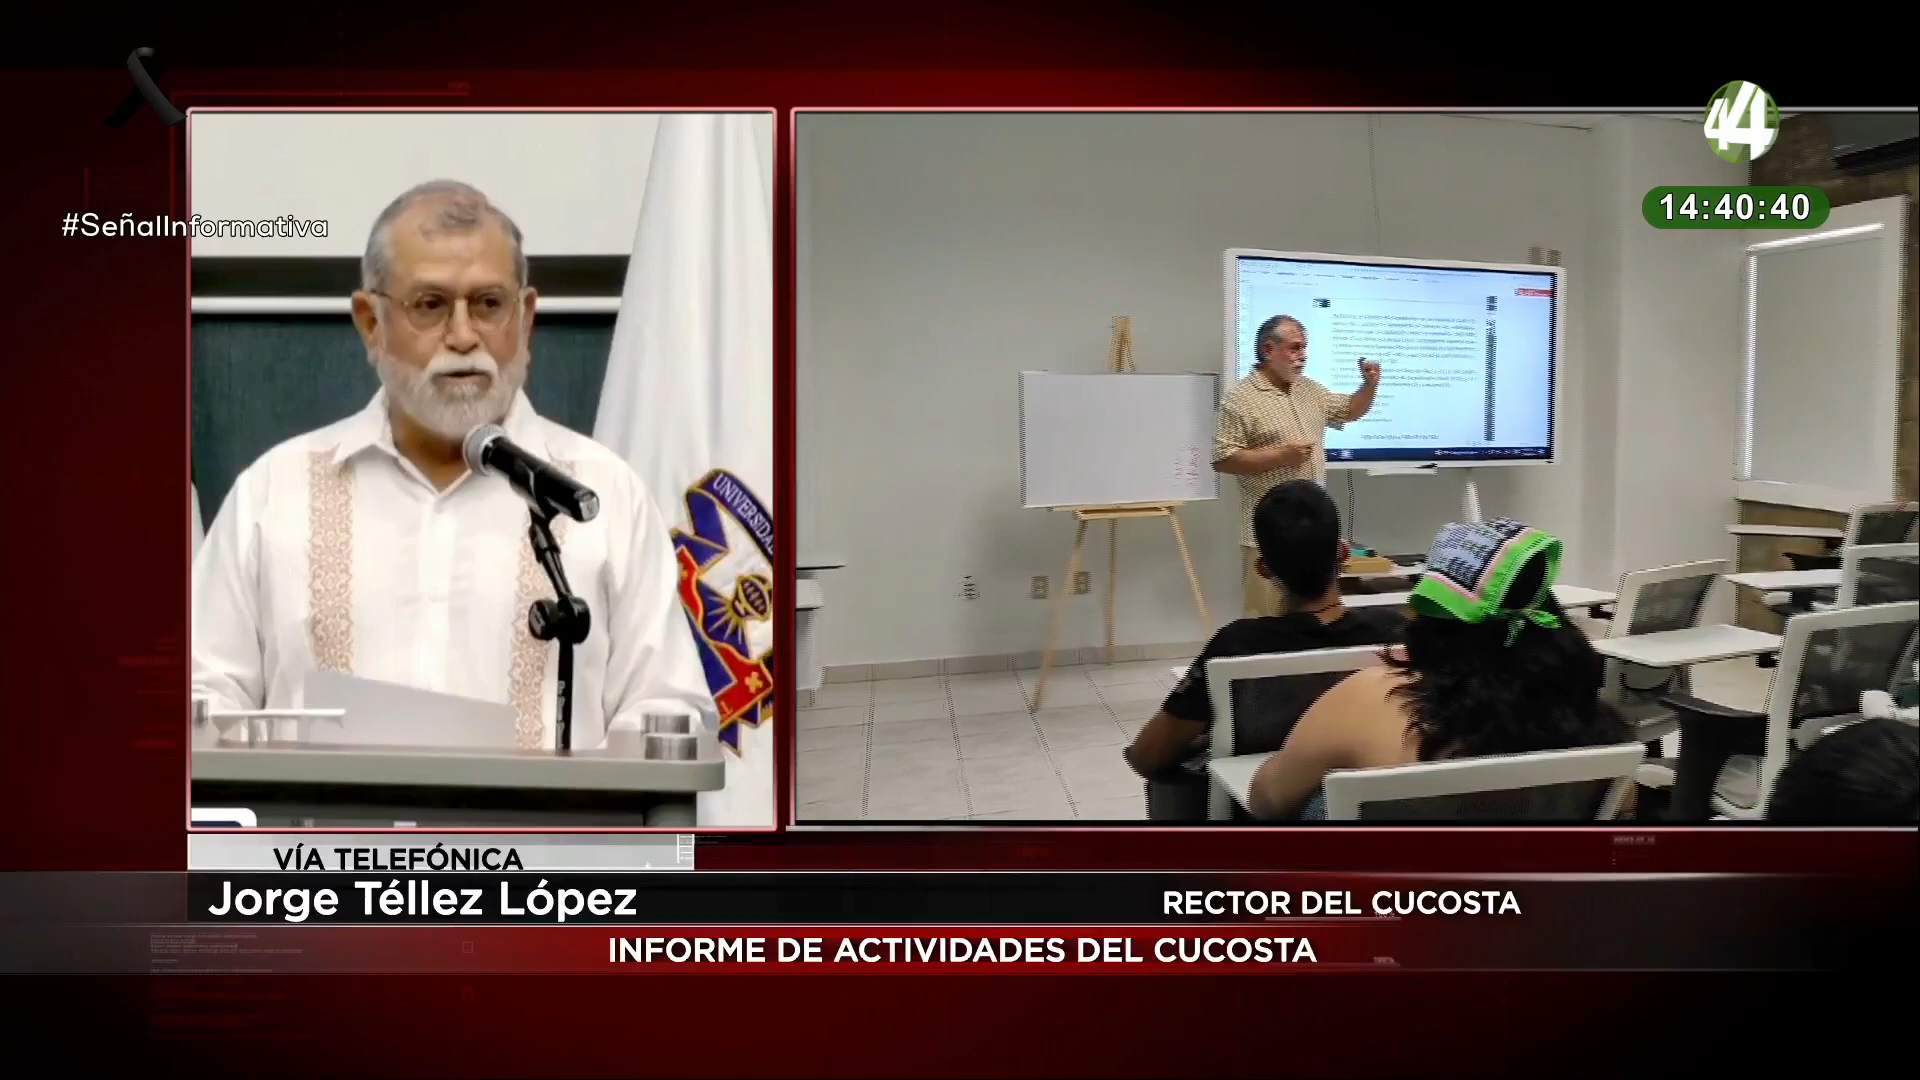 44
#SeñalInformativa
14:40:40
UNIVERSIDAD
VÍA TELEFÓNICA
Jorge Téllez López
RECTOR DEL CUCOSTA
INFORME DE ACTIVIDADES DEL CUCOSTA